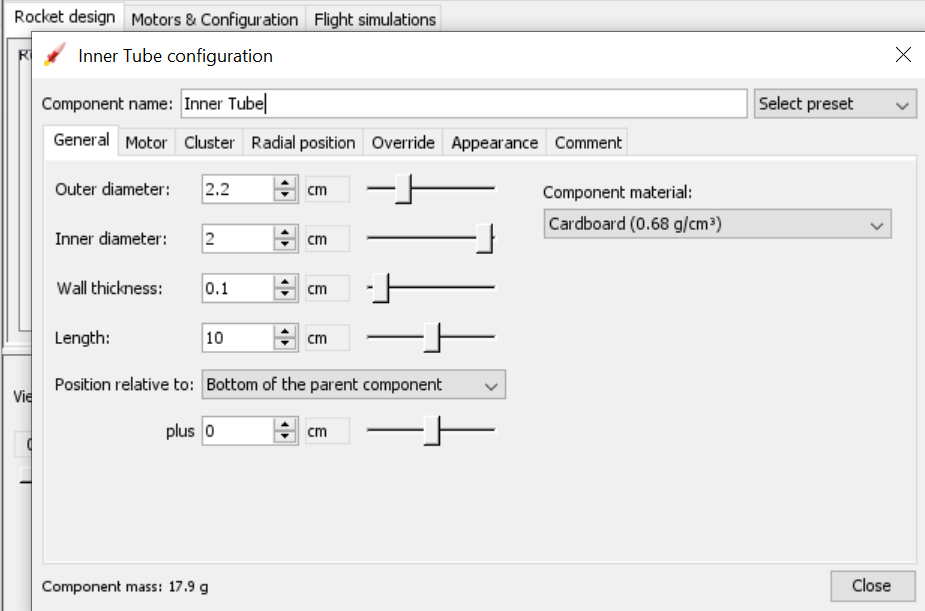 Rocket design Motors & Configuration Flight simulations
Inner Tube configuration
Component name: Inner Tube Select preset
General Motor Cluster Radial position Override Appearance Comment
Outer diameter: 2.2 cm
Component material:
Cardboard (0.68 g/cm³)
Inner diameter: 2 cm
Wall thickness: 0.1 cm
Length: 10 cm
Position relative to: Bottom of the parent component
plus 0 cm
Component mass: 17.9 g Close